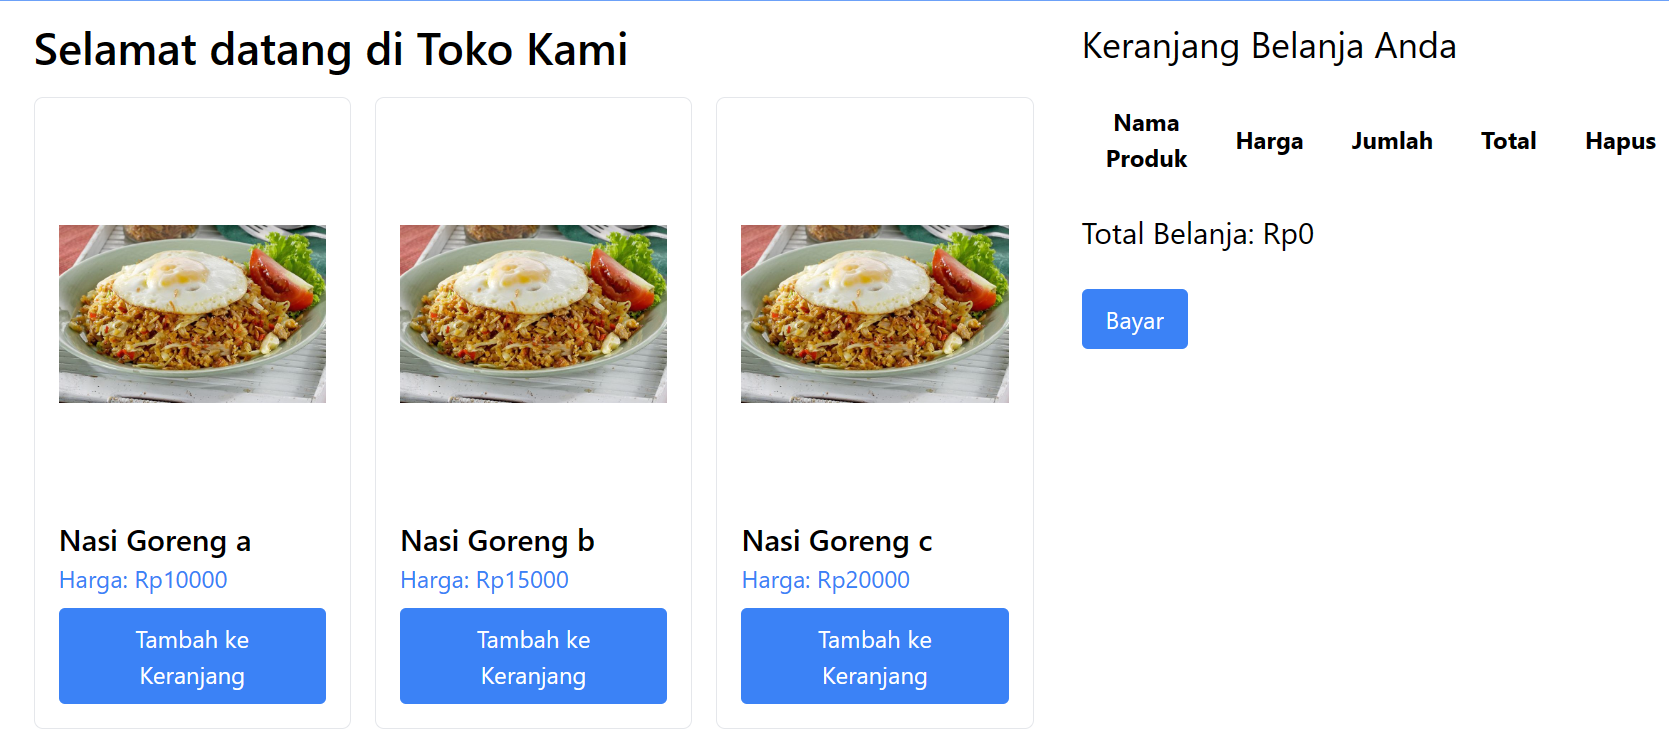 Selamat datang di Toko Kami
Nasi Goreng a
Harga: Rp10000
Tambah ke
Keranjang
Nasi Goreng b
Harga: Rp15000
Tambah ke
Keranjang
Nasi Goreng c
Harga: Rp20000
Tambah ke
Keranjang
Keranjang Belanja Anda
Nama
Produk
Harga
Jumlah
Total
Hapus
Total Belanja: Rp0
Bayar